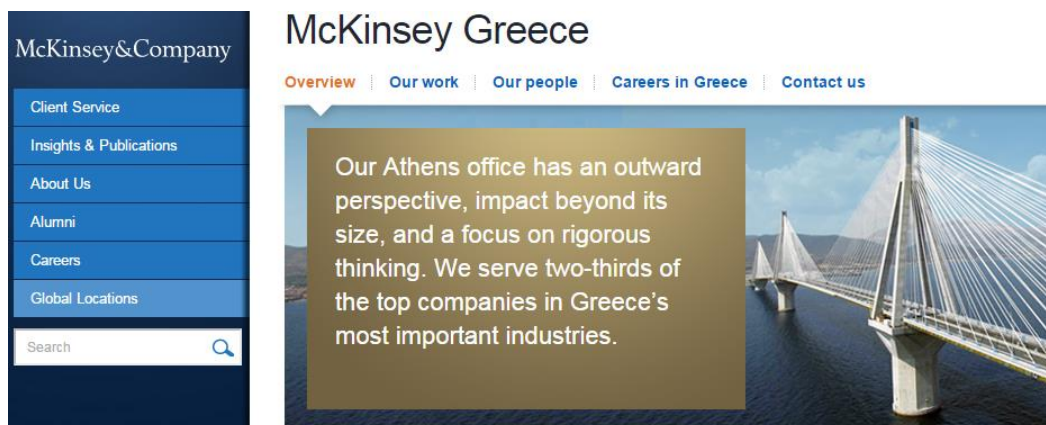 McKinsey&Company
Client Service
Insights & Publications
About Us
Alumni
Careers
Global Locations
Search
McKinsey Greece
Overview Our work Our people Careers in Greece Contact us
Our Athens office has an outward
perspective, impact beyond its
size, and a focus on rigorous
thinking. We serve two-thirds of
the top companies in Greece’s
most important industries.